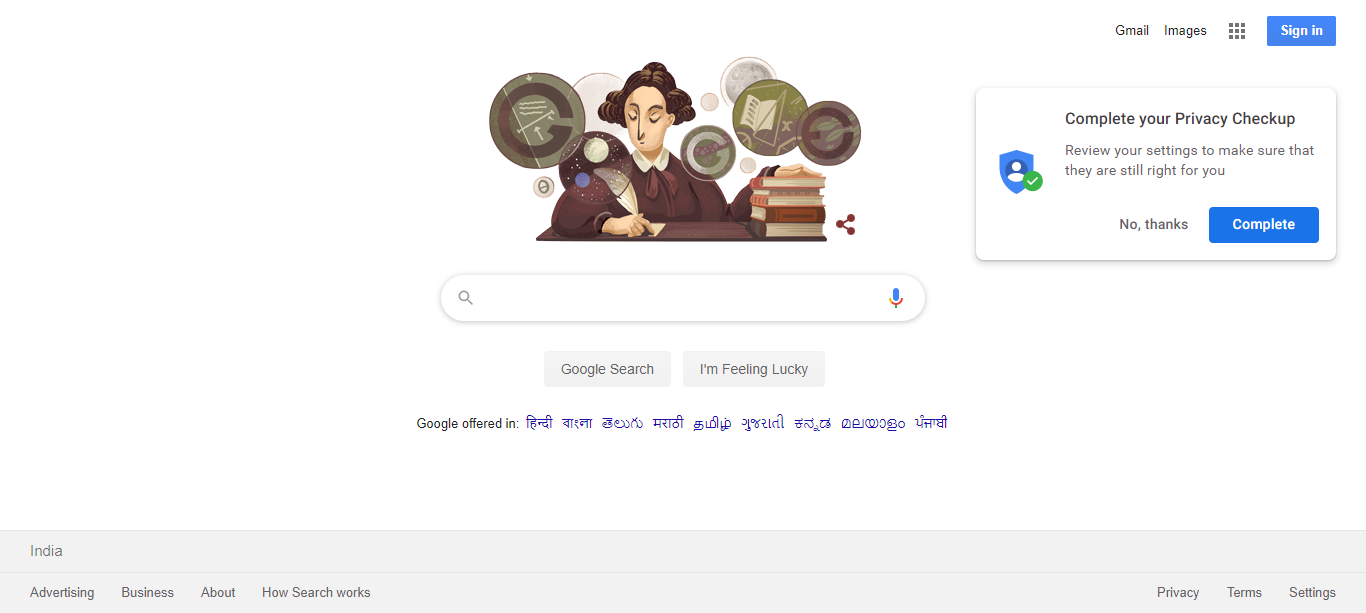 Gmail Images Sign in
Complete your Privacy Checkup
Review your settings to make sure that
they are still right for you
No, thanks Complete
Google Search I'm Feeling Lucky
Google offered in: हिन्दी বাংলা తెలుగు मराठी தமிழ் ગુજરાતી ಕನ್ನಡ മലയാളം ਪੰਜਾਬੀ
India
Advertising Business About How Search works Privacy Terms Settings